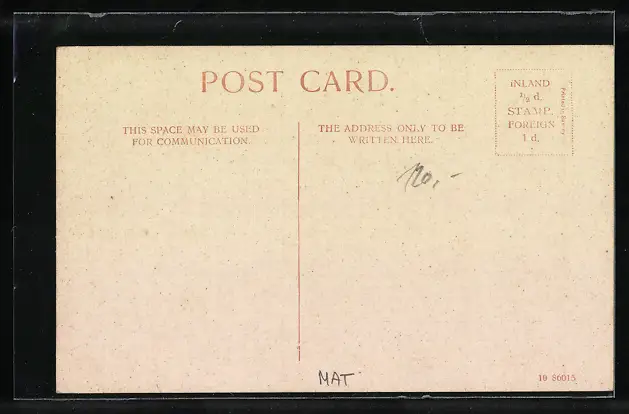 POST CARD.
THIS SPACE MAY BE USED
FOR COMMUNICATION.
THE ADDRESS ONLY TO BE
WRITTEN HERE.
INLAND
½ d.
STAMP.
FOREIGN
1 d.
120,-
MAT
10 86015